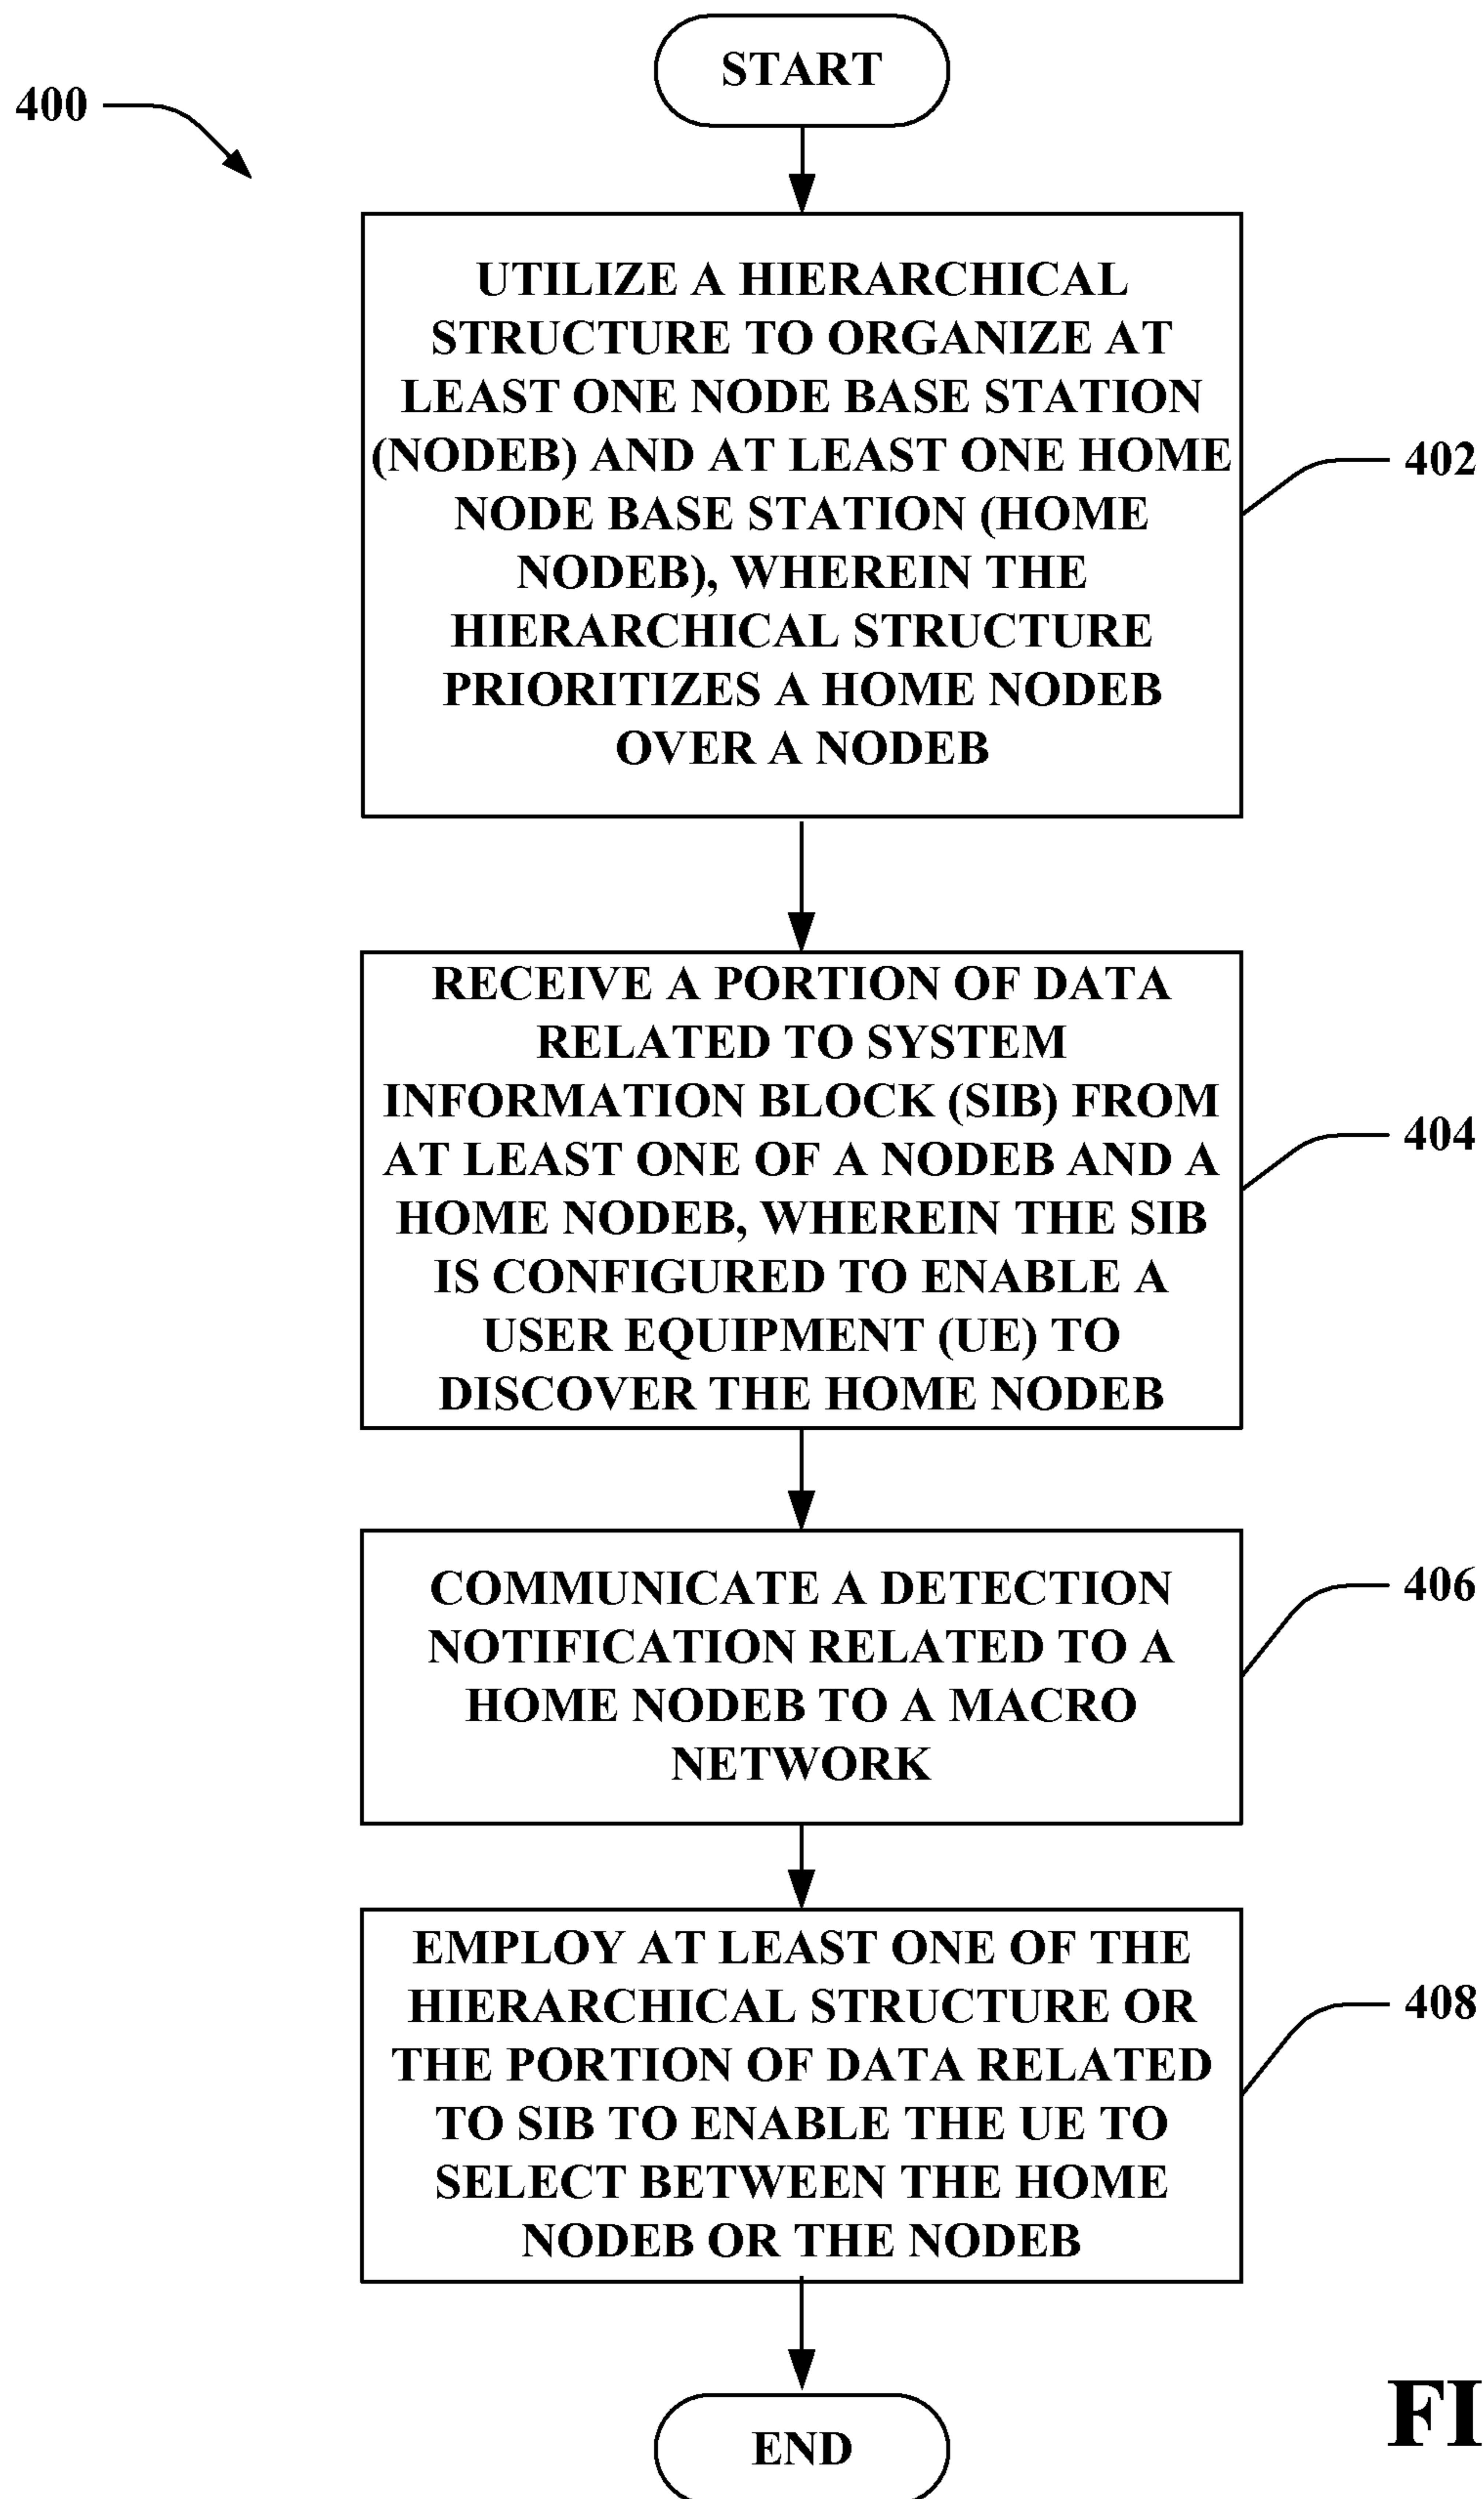 START
400
UTILIZE A HIERARCHICAL
STRUCTURE TO ORGANIZE AT
LEAST ONE NODE BASE STATION
(NODEB) AND AT LEAST ONE HOME
NODE BASE STATION (HOME
NODEB), WHEREIN THE
HIERARCHICAL STRUCTURE
PRIORITIZES A HOME NODEB
OVER A NODEB
402
RECEIVE A PORTION OF DATA
RELATED TO SYSTEM
INFORMATION BLOCK (SIB) FROM
AT LEAST ONE OF A NODEB AND A
HOME NODEB, WHEREIN THE SIB
IS CONFIGURED TO ENABLE A
USER EQUIPMENT (UE) TO
DISCOVER THE HOME NODEB
404
COMMUNICATE A DETECTION
NOTIFICATION RELATED TO A
HOME NODEB TO A MACRO
NETWORK
406
EMPLOY AT LEAST ONE OF THE
HIERARCHICAL STRUCTURE OR
THE PORTION OF DATA RELATED
TO SIB TO ENABLE THE UE TO
SELECT BETWEEN THE HOME
NODEB OR THE NODEB
408
END
FI